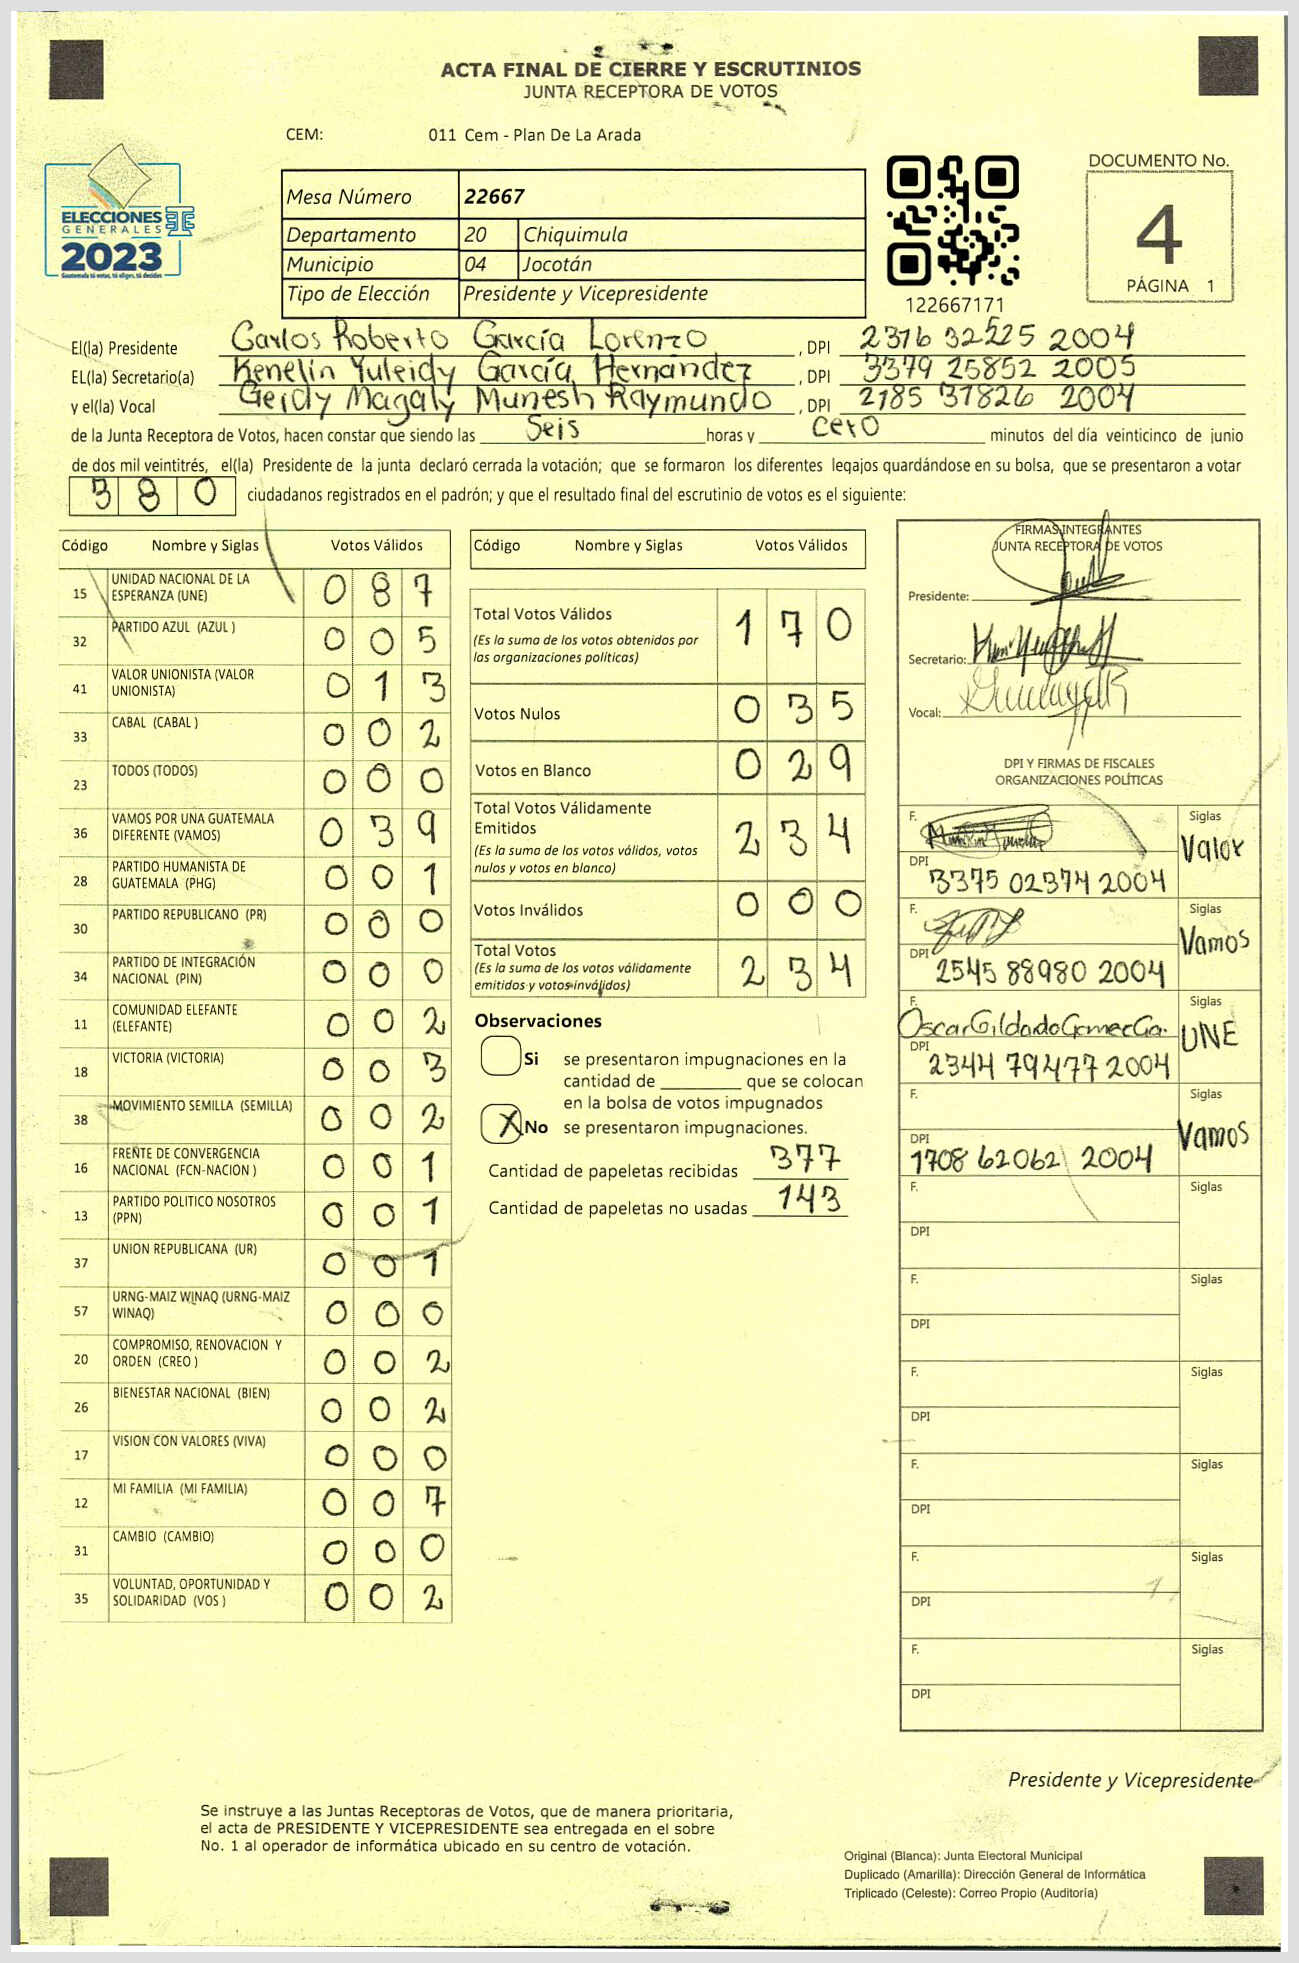 ACTA FINAL DE CIERRE Y ESCRUTINIOS
JUNTA RECEPTORA DE VOTOS
CEM: 011 Cem - Plan De La Arada
ELECCIONES
GENERALES
2023
Guatemala tú votas, tú eliges, tú decides
Mesa Número 22667
Departamento 20 Chiquimula
Municipio 04 Jocotán
Tipo de Elección Presidente y Vicepresidente
122667171
DOCUMENTO No.
4
PÁGINA 1
El(la) Presidente Carlos Roberto García Lorenzo , DPI 2316 32525 2004
EL(la) Secretario(a) Kenelin Yuleidy García Hernández , DPI 3379 25852 2005
y el(la) Vocal Geidy Magaly Munesh Raymundo , DPI 2185 31826 2004
de la Junta Receptora de Votos, hacen constar que siendo las Seis horas y cero minutos del día veinticinco de junio
de dos mil veintitrés, el(la) Presidente de la junta declaró cerrada la votación; que se formaron los diferentes legajos guardándose en su bolsa, que se presentaron a votar
380 ciudadanos registrados en el padrón; y que el resultado final del escrutinio de votos es el siguiente:
Código Nombre y Siglas Votos Válidos
15 UNIDAD NACIONAL DE LA ESPERANZA (UNE) 0 8 7
32 PARTIDO AZUL (AZUL ) 0 0 5
41 VALOR UNIONISTA (VALOR UNIONISTA) 0 1 3
33 CABAL (CABAL ) 0 0 2
23 TODOS (TODOS) 0 0 0
36 VAMOS POR UNA GUATEMALA DIFERENTE (VAMOS) 0 3 9
28 PARTIDO HUMANISTA DE GUATEMALA (PHG) 0 0 1
30 PARTIDO REPUBLICANO (PR) 0 0 0
34 PARTIDO DE INTEGRACIÓN NACIONAL (PIN) 0 0 0
11 COMUNIDAD ELEFANTE (ELEFANTE) 0 0 2
18 VICTORIA (VICTORIA) 0 0 3
38 MOVIMIENTO SEMILLA (SEMILLA) 0 0 2
16 FRENTE DE CONVERGENCIA NACIONAL (FCN-NACION ) 0 0 1
13 PARTIDO POLITICO NOSOTROS (PPN) 0 0 1
37 UNION REPUBLICANA (UR) 0 0 1
57 URNG-MAIZ WINAQ (URNG-MAIZ WINAQ) 0 0 0
20 COMPROMISO, RENOVACION Y ORDEN (CREO ) 0 0 2
26 BIENESTAR NACIONAL (BIEN) 0 0 2
17 VISION CON VALORES (VIVA) 0 0 0
12 MI FAMILIA (MI FAMILIA) 0 0 7
31 CAMBIO (CAMBIO) 0 0 0
35 VOLUNTAD, OPORTUNIDAD Y SOLIDARIDAD (VOS ) 0 0 2
Código Nombre y Siglas Votos Válidos
Total Votos Válidos 1 7 0
(Es la suma de los votos obtenidos por
las organizaciones políticas)
Votos Nulos 0 3 5
Votos en Blanco 0 2 9
Total Votos Válidamente
Emitidos 2 3 4
(Es la suma de los votos válidos, votos
nulos y votos en blanco)
Votos Inválidos 0 0 0
Total Votos 2 3 4
(Es la suma de los votos válidamente
emitidos y votos inválidos)
Observaciones
Si se presentaron impugnaciones en la
cantidad de ________ que se colocan
en la bolsa de votos impugnados
X No se presentaron impugnaciones.
Cantidad de papeletas recibidas 377
Cantidad de papeletas no usadas 143
FIRMAS INTEGRANTES
JUNTA RECEPTORA DE VOTOS
Presidente:
Secretario:
Vocal:
DPI Y FIRMAS DE FISCALES
ORGANIZACIONES POLÍTICAS
F. Siglas Valor
DPI 3375 02374 2004
F. Siglas Vamos
DPI 2545 88980 2004
F. Oscar Gildardo Gomez Ga. Siglas UNE
DPI 2344 79477 2004
F. Siglas Vamos
DPI 1708 62062 2004
F. Siglas
DPI
F. Siglas
DPI
F. Siglas
DPI
F. Siglas
DPI
F. Siglas
DPI
F. Siglas
DPI
Presidente y Vicepresidente
Se instruye a las Juntas Receptoras de Votos, que de manera prioritaria,
el acta de PRESIDENTE Y VICEPRESIDENTE sea entregada en el sobre
No. 1 al operador de informática ubicado en su centro de votación.
Original (Blanca): Junta Electoral Municipal
Duplicado (Amarilla): Dirección General de Informática
Triplicado (Celeste): Correo Propio (Auditoría)